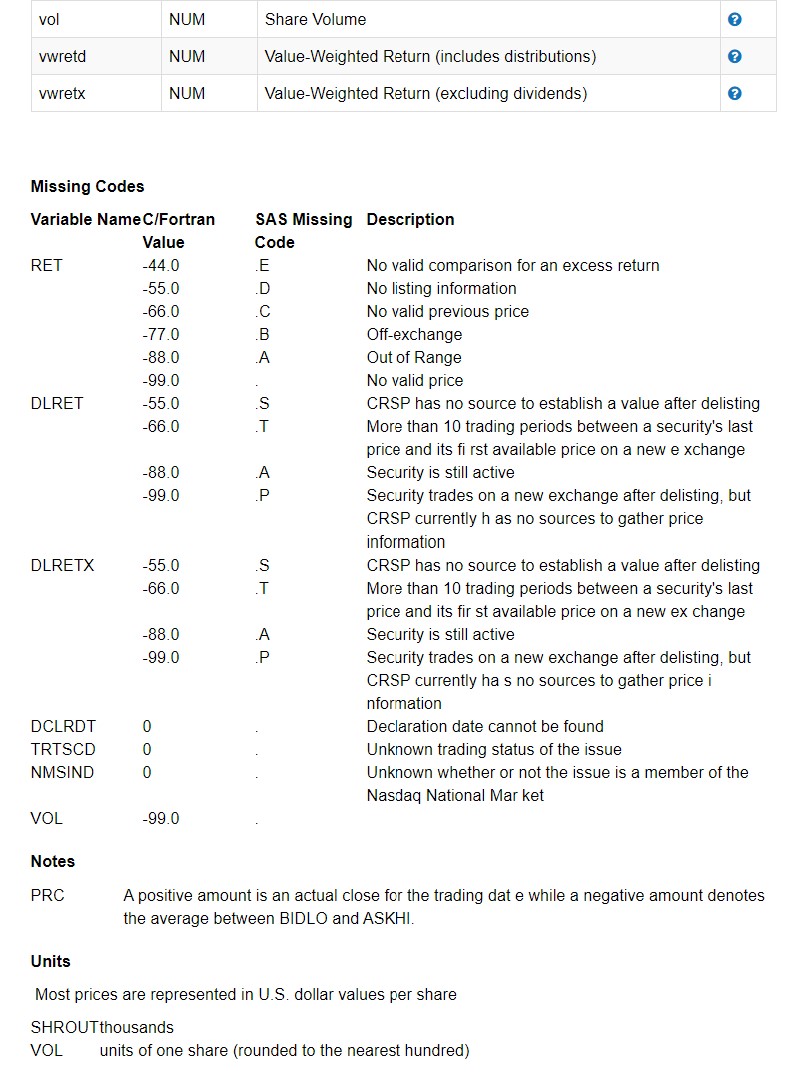 vol NUM Share Volume ?
vwretd NUM Value-Weighted Return (includes distributions) ?
vwretx NUM Value-Weighted Return (excluding dividends) ?
Missing Codes
Variable Name C/Fortran SAS Missing Description
Value Code
RET -44.0 .E No valid comparison for an excess return
-55.0 .D No listing information
-66.0 .C No valid previous price
-77.0 .B Off-exchange
-88.0 .A Out of Range
-99.0 . No valid price
DLRET -55.0 .S CRSP has no source to establish a value after delisting
-66.0 .T More than 10 trading periods between a security's last
price and its fi rst available price on a new e xchange
-88.0 .A Security is still active
-99.0 .P Security trades on a new exchange after delisting, but
CRSP currently h as no sources to gather price
information
DLRETX -55.0 .S CRSP has no source to establish a value after delisting
-66.0 .T More than 10 trading periods between a security's last
price and its fir st available price on a new ex change
-88.0 .A Security is still active
-99.0 .P Security trades on a new exchange after delisting, but
CRSP currently ha s no sources to gather price i
nformation
DCLRDT 0 . Declaration date cannot be found
TRTSCD 0 . Unknown trading status of the issue
NMSIND 0 . Unknown whether or not the issue is a member of the
Nasdaq National Mar ket
VOL -99.0 .
Notes
PRC A positive amount is an actual close for the trading dat e while a negative amount denotes
the average between BIDLO and ASKHI.
Units
Most prices are represented in U.S. dollar values per share
SHROUTthousands
VOL units of one share (rounded to the nearest hundred)